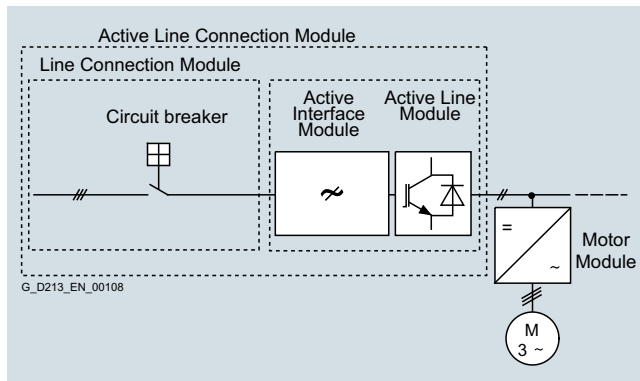 Active Line Connection Module
Line Connection Module
Circuit breaker
Active
Interface
Module
Active Line
Module
=
~
Motor
Module
M
3 ~
G_D213_EN_00108